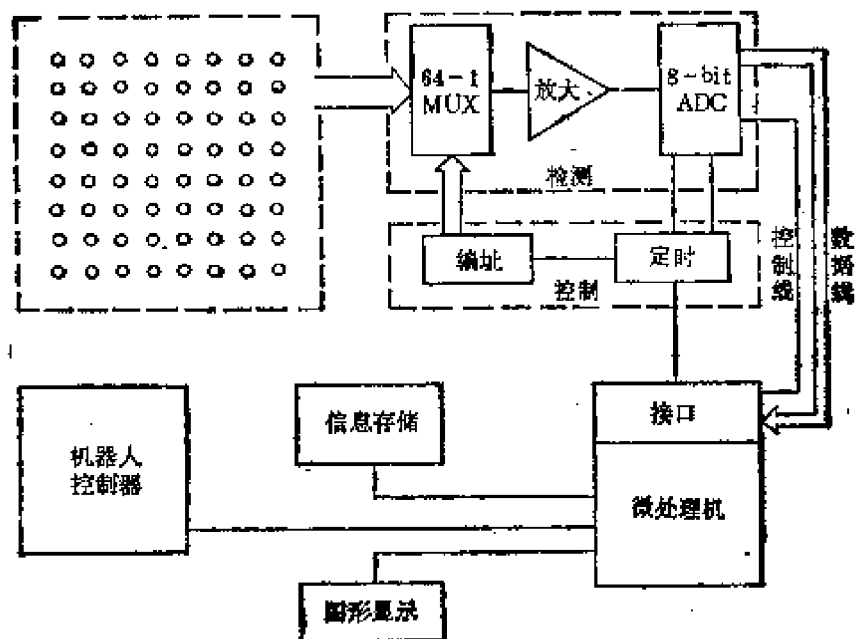 64-1
MUX
放大
8-bit
ADC
检测
编址
定时
控制
控制线
数据线
接口
微处理机
信息存储
机器人
控制器
图形显示